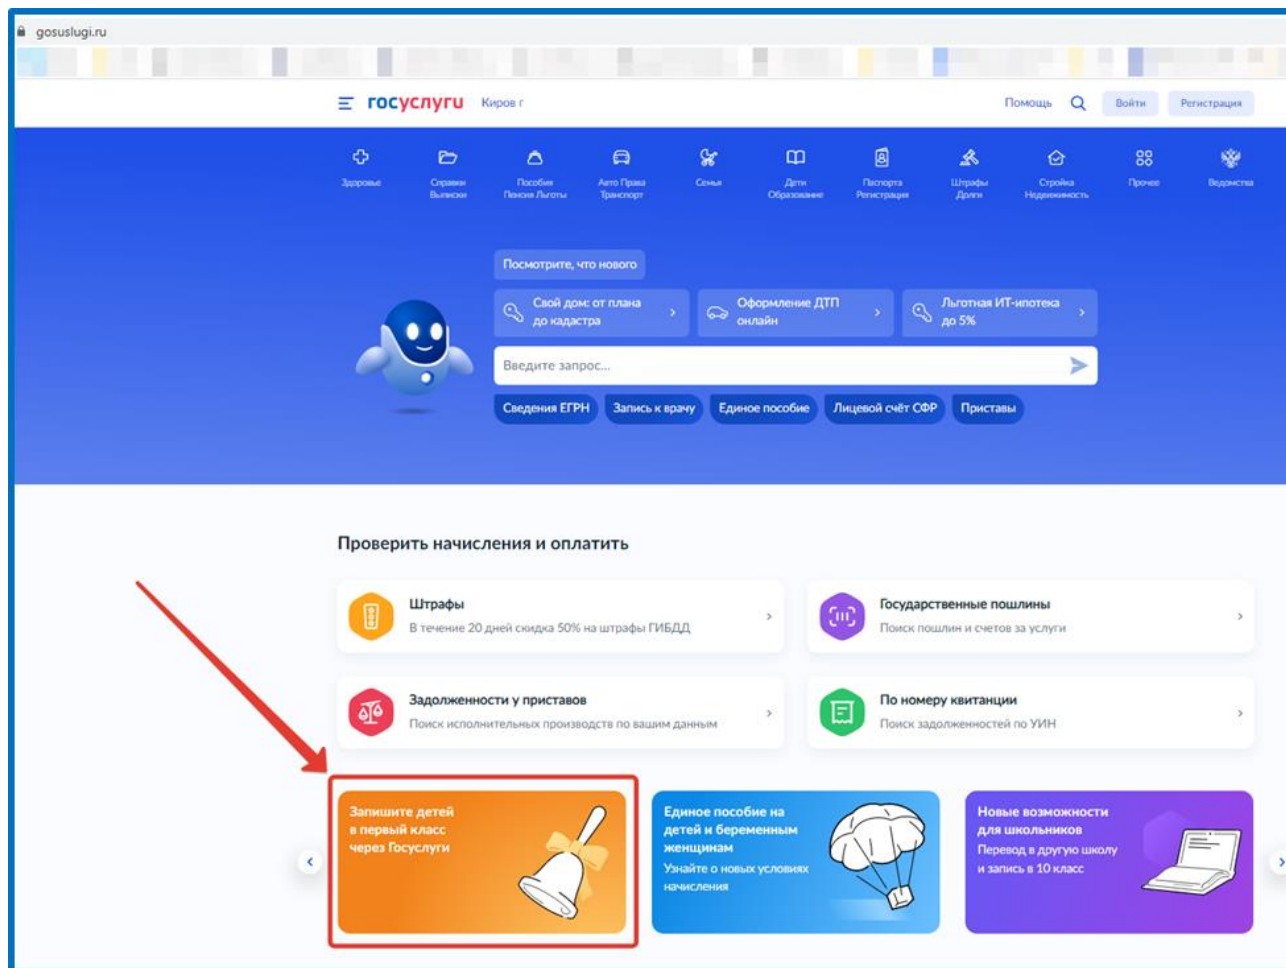 gosuslugi.ru
госуслуги Киров г Помощь Войти Регистрация
Здоровье
Справки
Выписки
Пособия
Пенсия Льготы
Авто Права
Транспорт
Семья
Дети
Образование
Паспорта
Регистрация
Штрафы
Долги
Стройка
Недвижимость
Прочее
Ведомства
Посмотрите, что нового
Свой дом: от плана
до кадастра
Оформление ДТП
онлайн
Льготная ИТ-ипотека
до 5%
Введите запрос...
Сведения ЕГРН Запись к врачу Единое пособие Лицевой счёт СФР Приставы
Проверить начисления и оплатить
Штрафы
В течение 20 дней скидка 50% на штрафы ГИБДД
Государственные пошлины
Поиск пошлин и счетов за услуги
Задолженности у приставов
Поиск исполнительных производств по вашим данным
По номеру квитанции
Поиск задолженностей по УИН
Запишите детей
в первый класс
через Госуслуги
Единое пособие на
детей и беременным
женщинам
Узнайте о новых условиях
начисления
Новые возможности
для школьников
Перевод в другую школу
и запись в 10 класс